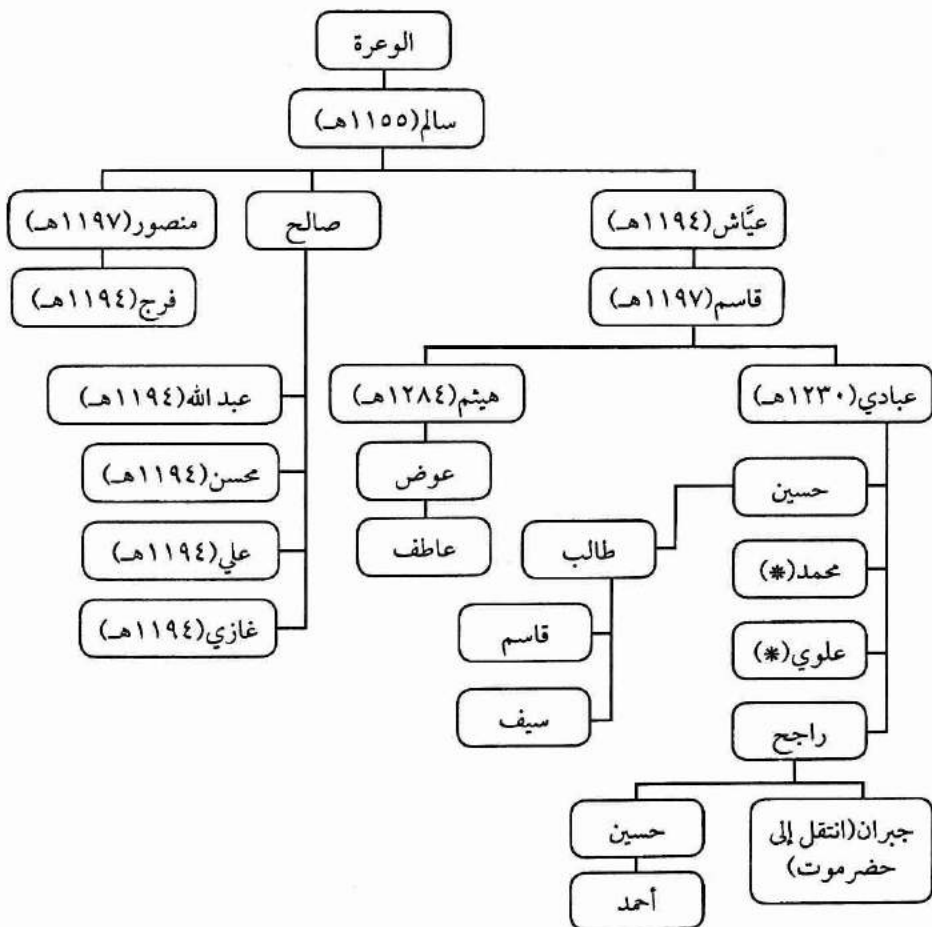 الوعرة
سالم(١١٥٥هـ)
عيَّاش(١١٩٤هـ)
صالح
منصور(١١٩٧هـ)
قاسم(١١٩٧هـ)
فرج(١١٩٤هـ)
عبادي(١٢٣٠هـ)
هيثم(١٢٨٤هـ)
عبد الله(١١٩٤هـ)
حسين
عوض
محسن(١١٩٤هـ)
محمد(*)
طالب
عاطف
علي(١١٩٤هـ)
علوي(*)
قاسم
غازي(١١٩٤هـ)
راجح
سيف
جبران(انتقل إلى
حضرموت)
حسين
أحمد